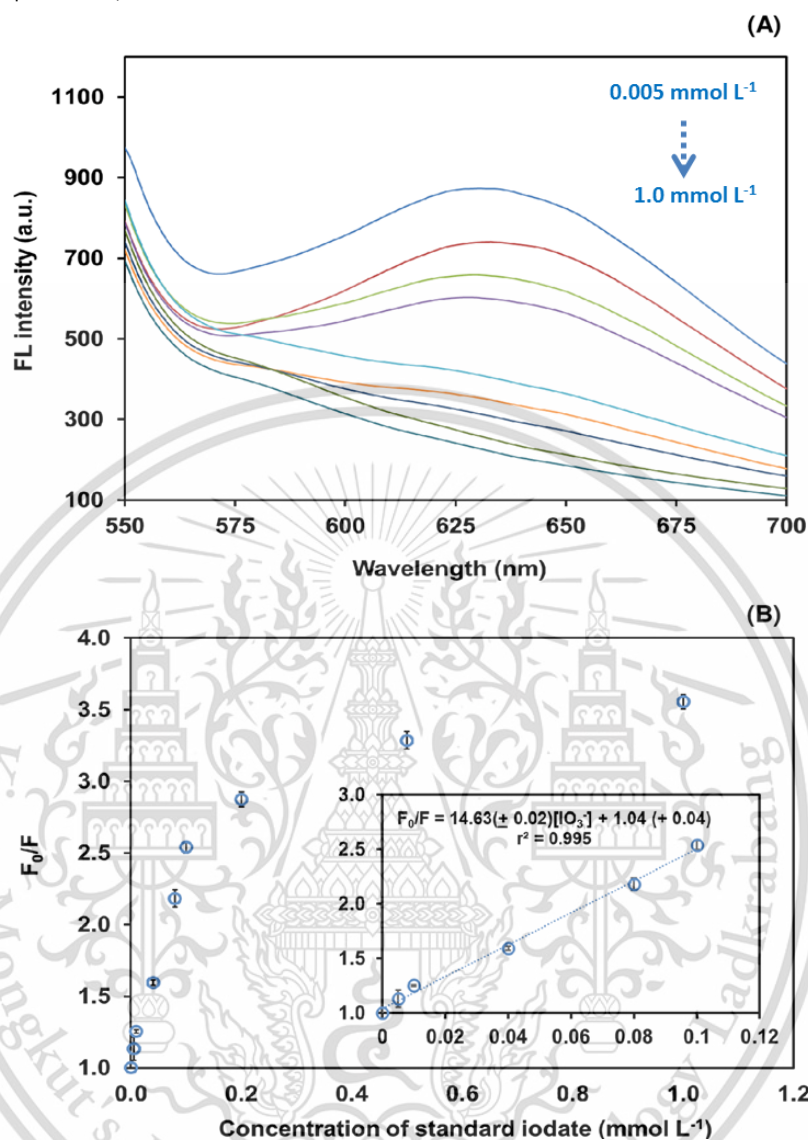 (A)
1100
900
700
500
300
100
FL intensity (a.u.)
0.005 mmol L⁻¹
1.0 mmol L⁻¹
550 575 600 625 650 675 700
Wavelength (nm)
(B)
4.0
3.5
3.0
2.5
2.0
1.5
1.0
F₀/F
3.0
2.5
2.0
1.5
1.0
F₀/F = 14.63(± 0.02)[IO₃⁻] + 1.04 (+ 0.04)
r² = 0.995
0 0.02 0.04 0.06 0.08 0.1 0.12
0.0 0.2 0.4 0.6 0.8 1.0 1.2
Concentration of standard iodate (mmol L⁻¹)
Ladkrabang